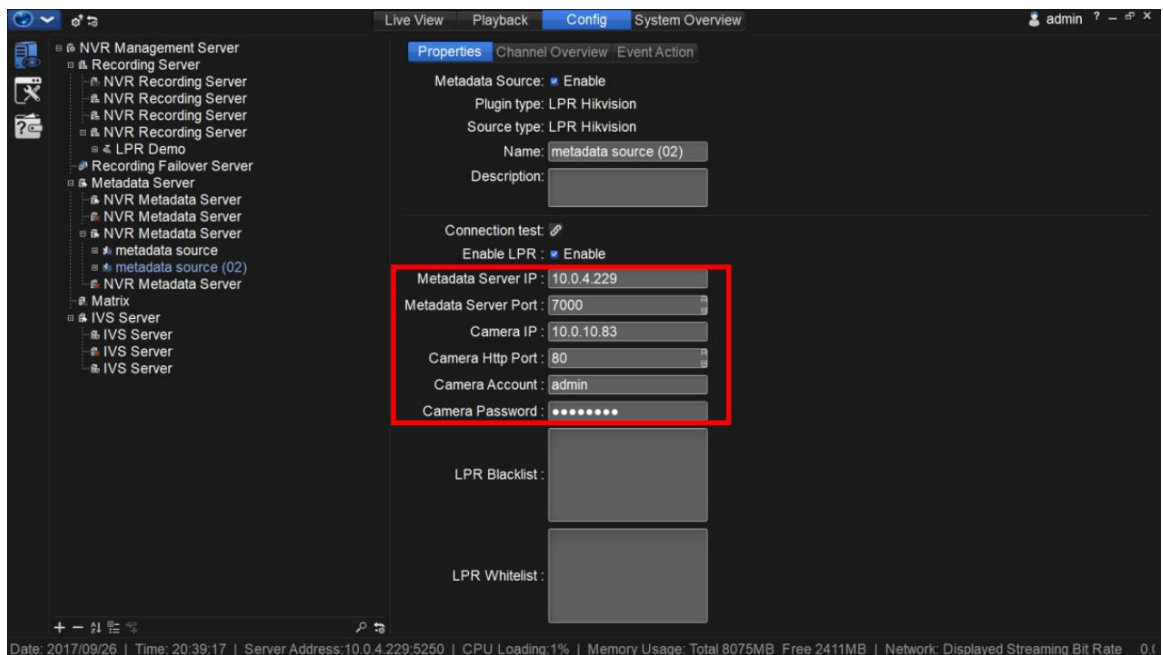 Live View Playback Config System Overview admin ? – ×
NVR Management Server
Recording Server
NVR Recording Server
NVR Recording Server
NVR Recording Server
NVR Recording Server
LPR Demo
Recording Failover Server
Metadata Server
NVR Metadata Server
NVR Metadata Server
NVR Metadata Server
metadata source
metadata source (02)
NVR Metadata Server
Matrix
IVS Server
IVS Server
IVS Server
IVS Server
Properties Channel Overview Event Action
Metadata Source: Enable
Plugin type: LPR Hikvision
Source type: LPR Hikvision
Name: metadata source (02)
Description:
Connection test:
Enable LPR : Enable
Metadata Server IP : 10.0.4.229
Metadata Server Port : 7000
Camera IP : 10.0.10.83
Camera Http Port : 80
Camera Account : admin
Camera Password : ●●●●●●●●
LPR Blacklist :
LPR Whitelist :
Date: 2017/09/26 | Time: 20:39:17 | Server Address:10.0.4.229:5250 | CPU Loading:1% | Memory Usage: Total 8075MB Free 2411MB | Network: Displayed Streaming Bit Rate 0.(